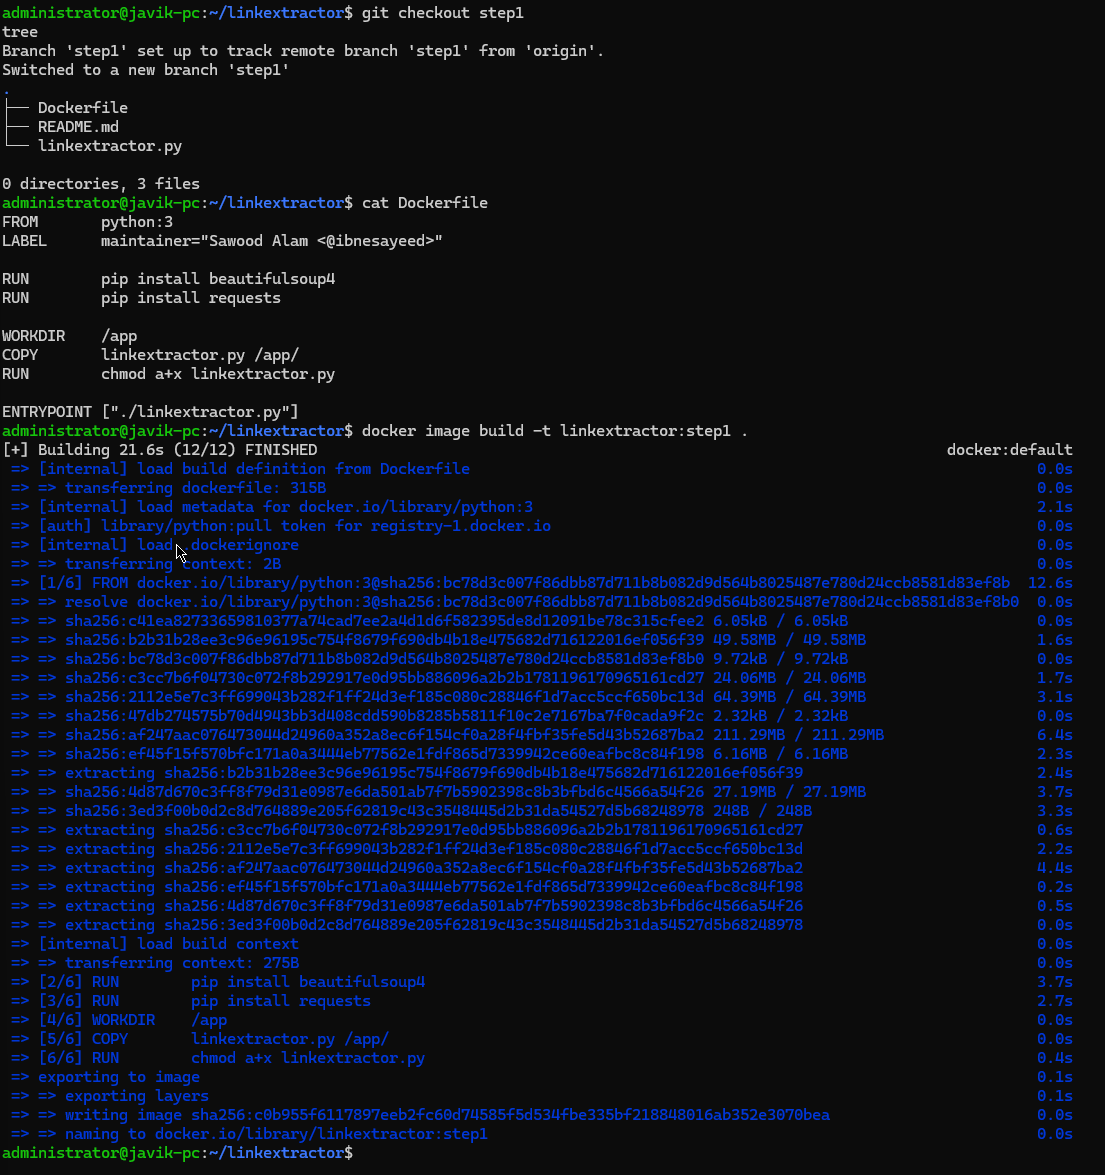 administrator@javik-pc:~/linkextractor$ git checkout step1
tree
Branch 'step1' set up to track remote branch 'step1' from 'origin'.
Switched to a new branch 'step1'
.
├── Dockerfile
├── README.md
└── linkextractor.py
0 directories, 3 files
administrator@javik-pc:~/linkextractor$ cat Dockerfile
FROM       python:3
LABEL      maintainer="Sawood Alam <@ibnesayeed>"
RUN        pip install beautifulsoup4
RUN        pip install requests
WORKDIR    /app
COPY       linkextractor.py /app/
RUN        chmod a+x linkextractor.py
ENTRYPOINT ["./linkextractor.py"]
administrator@javik-pc:~/linkextractor$ docker image build -t linkextractor:step1 .
[+] Building 21.6s (12/12) FINISHED docker:default
=> [internal] load build definition from Dockerfile 0.0s
=> => transferring dockerfile: 315B 0.0s
=> [internal] load metadata for docker.io/library/python:3 2.1s
=> [auth] library/python:pull token for registry-1.docker.io 0.0s
=> [internal] load .dockerignore 0.0s
=> => transferring context: 2B 0.0s
=> [1/6] FROM docker.io/library/python:3@sha256:bc78d3c007f86dbb87d711b8b082d9d564b8025487e780d24ccb8581d83ef8b 12.6s
=> => resolve docker.io/library/python:3@sha256:bc78d3c007f86dbb87d711b8b082d9d564b8025487e780d24ccb8581d83ef8b0 0.0s
=> => sha256:c41ea82733659810377a74cad7ee2a4d1d6f582395de8d12091be78c315cfee2 6.05kB / 6.05kB 0.0s
=> => sha256:b2b31b28ee3c96e96195c754f8679f690db4b18e475682d716122016ef056f39 49.58MB / 49.58MB 1.6s
=> => sha256:bc78d3c007f86dbb87d711b8b082d9d564b8025487e780d24ccb8581d83ef8b0 9.72kB / 9.72kB 0.0s
=> => sha256:c3cc7b6f04730c072f8b292917e0d95bb886096a2b2b1781196170965161cd27 24.06MB / 24.06MB 1.7s
=> => sha256:2112e5e7c3ff699043b282f1ff24d3ef185c080c28846f1d7acc5ccf650bc13d 64.39MB / 64.39MB 3.1s
=> => sha256:47db274575b70d4943bb3d408cdd590b8285b5811f10c2e7167ba7f0cada9f2c 2.32kB / 2.32kB 0.0s
=> => sha256:af247aac076473044d24960a352a8ec6f154cf0a28f4fbf35fe5d43b52687ba2 211.29MB / 211.29MB 6.4s
=> => sha256:ef45f15f570bfc171a0a3444eb77562e1fdf865d7339942ce60eafbc8c84f198 6.16MB / 6.16MB 2.3s
=> => extracting sha256:b2b31b28ee3c96e96195c754f8679f690db4b18e475682d716122016ef056f39 2.4s
=> => sha256:4d87d670c3ff8f79d31e0987e6da501ab7f7b5902398c8b3bfbd6c4566a54f26 27.19MB / 27.19MB 3.7s
=> => sha256:3ed3f00b0d2c8d764889e205f62819c43c3548445d2b31da54527d5b68248978 248B / 248B 3.3s
=> => extracting sha256:c3cc7b6f04730c072f8b292917e0d95bb886096a2b2b1781196170965161cd27 0.6s
=> => extracting sha256:2112e5e7c3ff699043b282f1ff24d3ef185c080c28846f1d7acc5ccf650bc13d 2.2s
=> => extracting sha256:af247aac076473044d24960a352a8ec6f154cf0a28f4fbf35fe5d43b52687ba2 4.4s
=> => extracting sha256:ef45f15f570bfc171a0a3444eb77562e1fdf865d7339942ce60eafbc8c84f198 0.2s
=> => extracting sha256:4d87d670c3ff8f79d31e0987e6da501ab7f7b5902398c8b3bfbd6c4566a54f26 0.5s
=> => extracting sha256:3ed3f00b0d2c8d764889e205f62819c43c3548445d2b31da54527d5b68248978 0.0s
=> [internal] load build context 0.0s
=> => transferring context: 275B 0.0s
=> [2/6] RUN       pip install beautifulsoup4 3.7s
=> [3/6] RUN       pip install requests 2.7s
=> [4/6] WORKDIR    /app 0.0s
=> [5/6] COPY       linkextractor.py /app/ 0.0s
=> [6/6] RUN        chmod a+x linkextractor.py 0.4s
=> exporting to image 0.1s
=> => exporting layers 0.1s
=> => writing image sha256:c0b955f6117897eeb2fc60d74585f5d534fbe335bf218848016ab352e3070bea 0.0s
=> => naming to docker.io/library/linkextractor:step1 0.0s
administrator@javik-pc:~/linkextractor$